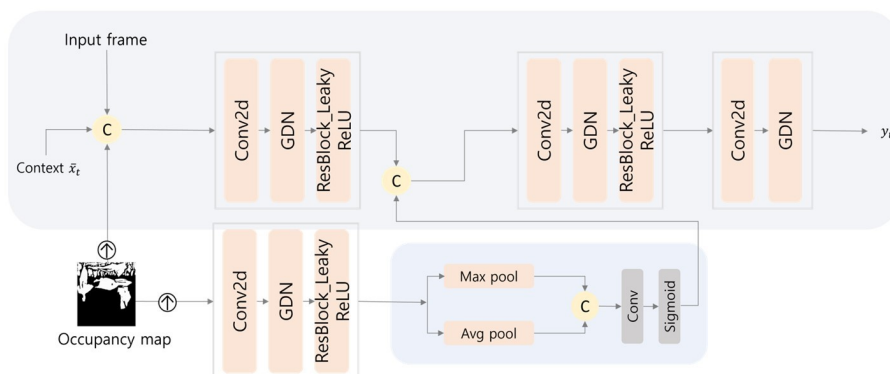 Input frame
C
Context x̃ₜ
Conv2d
GDN
ResBlock_Leaky
ReLU
C
Conv2d
GDN
ResBlock_Leaky
ReLU
Conv2d
GDN
Occupancy map
Conv2d
GDN
ResBlock_Leaky
ReLU
Max pool
Avg pool
C
Conv
Sigmoid